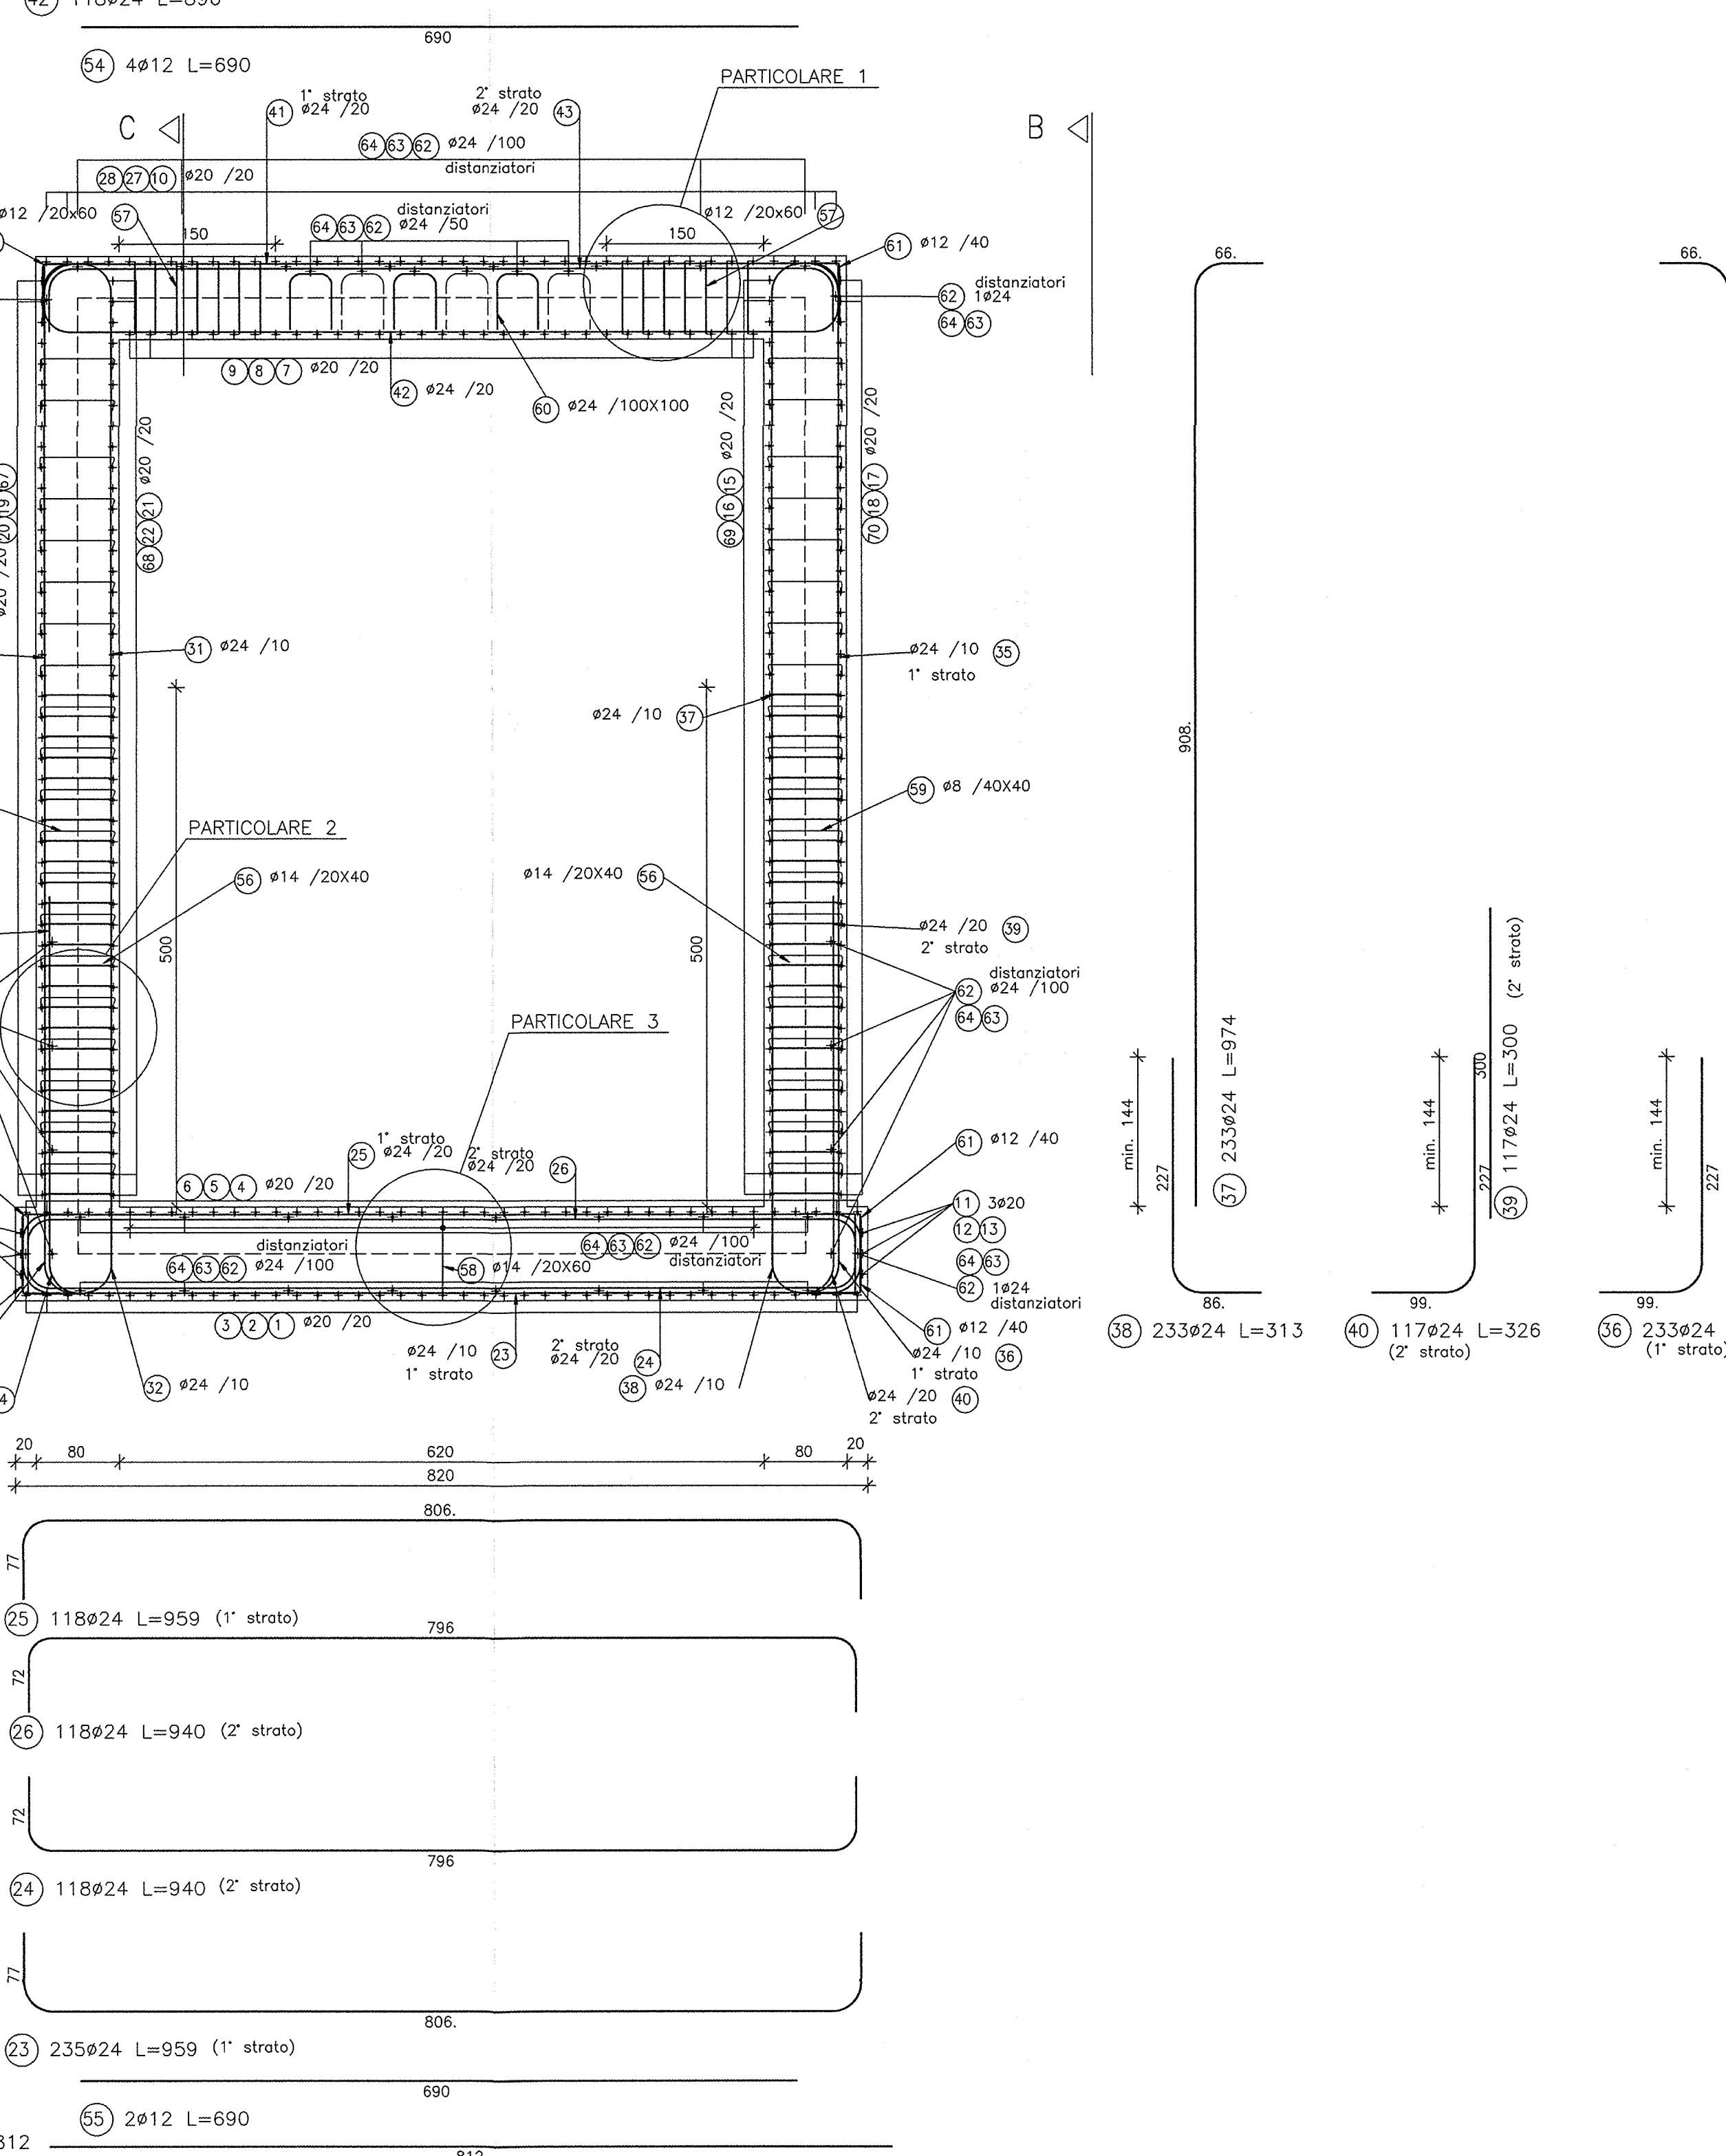 42 118ø24 L=890
690
54 4ø12 L=690
PARTICOLARE 1
C
B
41 1° strato ø24 /20
2° strato ø24 /20 43
64 63 62 ø24 /100
distanziatori
28 27 10 ø20 /20
ø12 /20x60
57
150
distanziatori
64 63 62 ø24 /50
ø12 /20x60 57
150
61 ø12 /40
distanziatori
62 1ø24
64 63
9 8 7 ø20 /20
42 ø24 /20
60 ø24 /100X100
20 19 67
ø20 /20
68 22 21 ø20 /20
69 16 15 ø20 /20
70 18 17 ø20 /20
31 ø24 /10
ø24 /10 35
1° strato
ø24 /10 37
59 ø8 /40X40
PARTICOLARE 2
56 ø14 /20X40
ø14 /20X40 56
500
500
ø24 /20 39
2° strato
distanziatori
62 ø24 /100
64 63
PARTICOLARE 3
61 ø12 /40
25 1° strato ø24 /20
2° strato ø24 /20 26
6 5 4 ø20 /20
11 3ø20
12 13
64 63
62 1ø24
distanziatori
distanziatori
64 63 62 ø24 /100
64 63 62 ø24 /100
distanziatori
58 ø14 /20X60
3 2 1 ø20 /20
61 ø12 /40
ø24 /10 23
1° strato
2° strato
ø24 /20 24
ø24 /10 36
1° strato
32 ø24 /10
38 ø24 /10
ø24 /20 40
2° strato
4
66.
66.
908.
37 233ø24 L=974
min. 144
227
86.
38 233ø24 L=313
min. 144
227
300
39 117ø24 L=300 (2° strato)
99.
40 117ø24 L=326
(2° strato)
min. 144
227
99.
36 233ø24
(1° strato)
20 80 620 80 20
820
806.
77
25 118ø24 L=959 (1° strato)
796
72
26 118ø24 L=940 (2° strato)
72
796
24 118ø24 L=940 (2° strato)
77
806.
23 235ø24 L=959 (1° strato)
690
55 2ø12 L=690
812
812